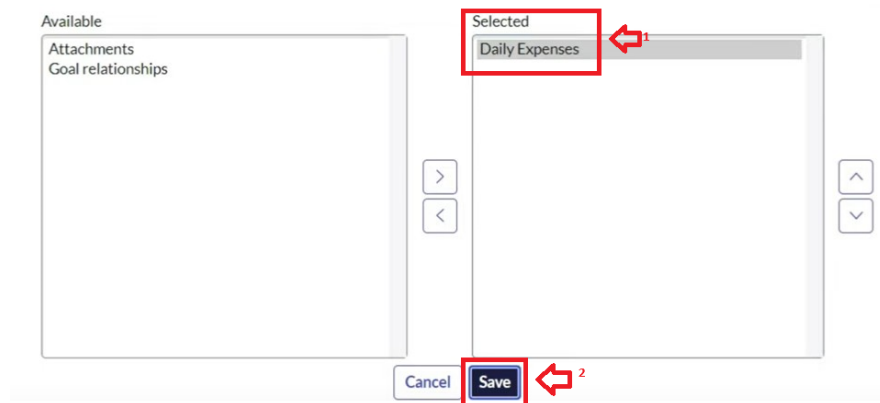 Available
Selected
Attachments
Goal relationships
Daily Expenses
1
Cancel
Save
2